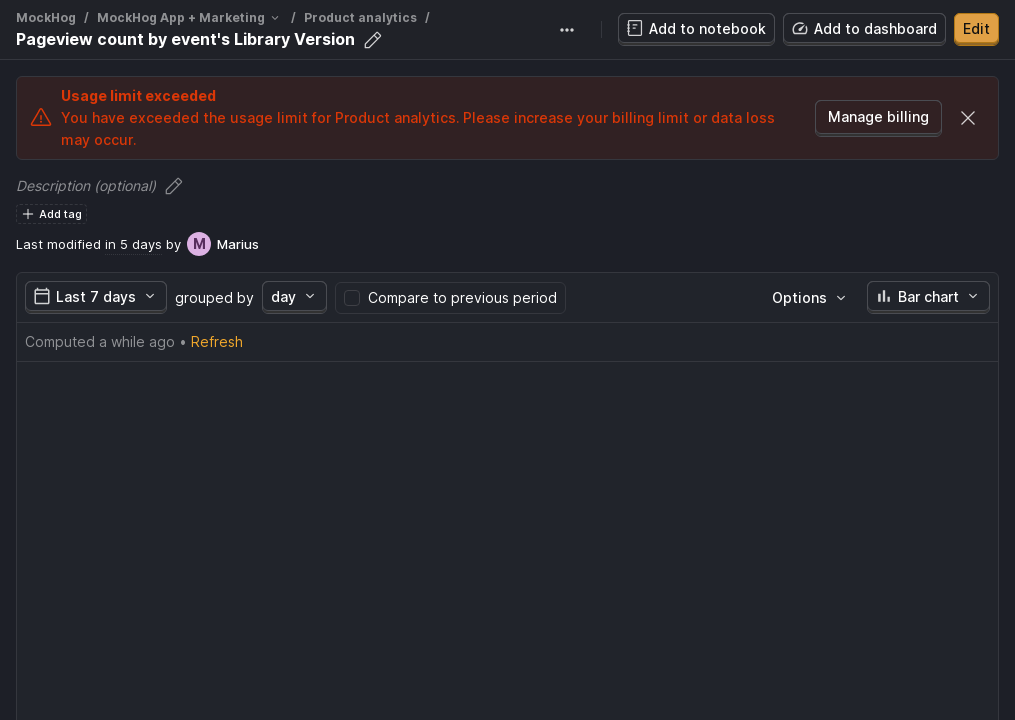 MockHog / MockHog App + Marketing / Product analytics /
Pageview count by event's Library Version
Add to notebook
Add to dashboard
Edit
Usage limit exceeded
You have exceeded the usage limit for Product analytics. Please increase your billing limit or data loss
may occur.
Manage billing
Description (optional)
Add tag
Last modified in 5 days by M Marius
Last 7 days grouped by day Compare to previous period Options Bar chart
Computed a while ago • Refresh